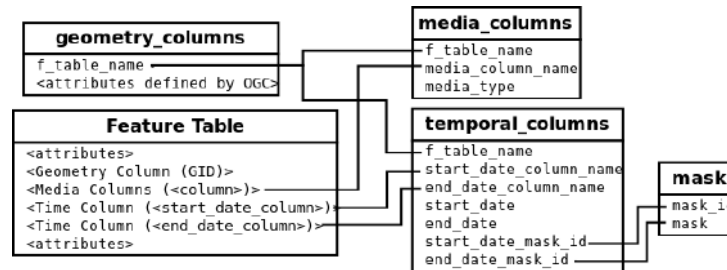 geometry_columns
f_table_name
<attributes defined by OGC>
media_columns
f_table_name
media_column_name
media_type
Feature Table
<attributes>
<Geometry Column (GID)>
<Media Columns (<column>)>
<Time Column (<start_date_column>)>
<Time Column (<end_date_column>)>
<attributes>
temporal_columns
f_table_name
start_date_column_name
end_date_column_name
start_date
end_date
start_date_mask_id
end_date_mask_id
mask
mask_id
mask